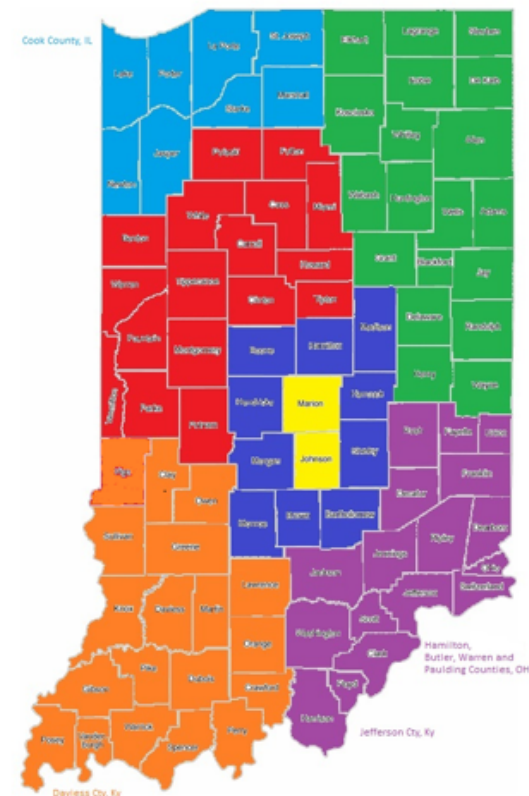 Cook County, IL
La Porte
St. Joseph
Elkhart
Lagrange
Steuben
Lake
Porter
Noble
De Kalb
Starke
Marshall
Kosciusko
Whitley
Allen
Newton
Jasper
Pulaski
Fulton
Wabash
Huntington
White
Cass
Miami
Wells
Adams
Benton
Carroll
Howard
Grant
Blackford
Jay
Warren
Tippecanoe
Clinton
Tipton
Madison
Delaware
Randolph
Fountain
Montgomery
Boone
Hamilton
Henry
Wayne
Parke
Putnam
Hendricks
Marion
Hancock
Rush
Fayette
Union
Vigo
Clay
Owen
Morgan
Johnson
Shelby
Franklin
Decatur
Sullivan
Greene
Monroe
Brown
Bartholomew
Ripley
Dearborn
Jennings
Ohio
Jackson
Lawrence
Jefferson
Switzerland
Knox
Daviess
Martin
Orange
Washington
Scott
Clark
Hamilton,
Butler, Warren and
Paulding Counties, OH
Pike
Dubois
Crawford
Floyd
Gibson
Harrison
Jefferson Cty, Ky
Posey
Vander
burgh
Warrick
Spencer
Perry
Daviess Cty, Ky